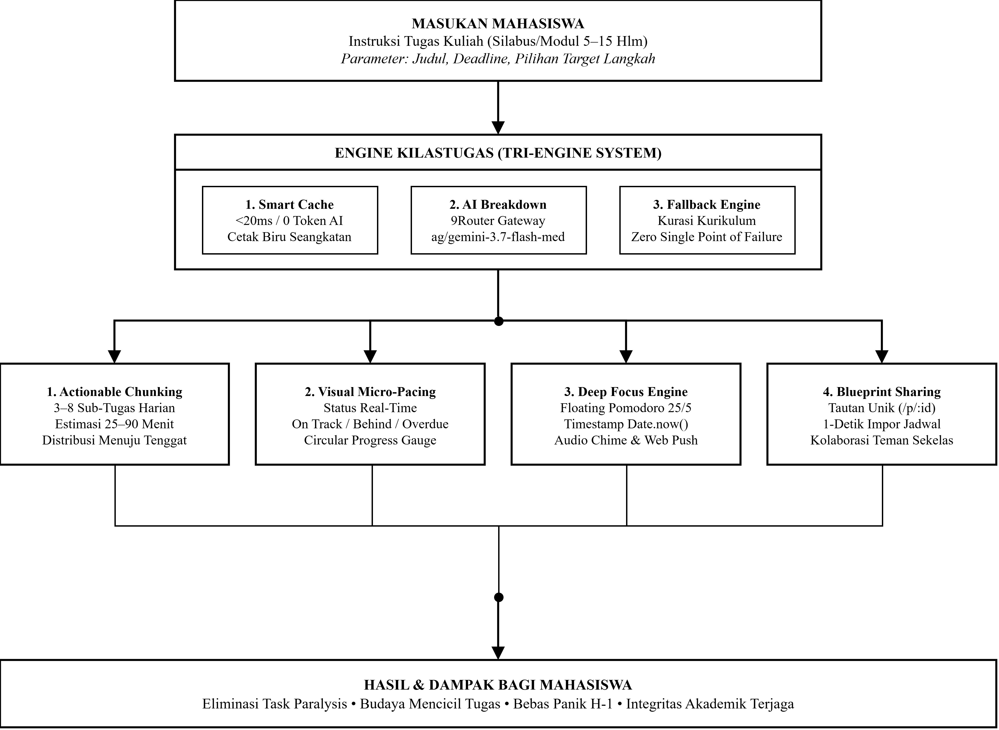 MASUKAN MAHASISWA
Instruksi Tugas Kuliah (Silabus/Modul 5–15 Hlm)
Parameter: Judul, Deadline, Pilihan Target Langkah
ENGINE KILASTUGAS (TRI-ENGINE SYSTEM)
1. Smart Cache
<20ms / 0 Token AI
Cetak Biru Seangkatan
2. AI Breakdown
9Router Gateway
ag/gemini-3.7-flash-med
3. Fallback Engine
Kurasi Kurikulum
Zero Single Point of Failure
1. Actionable Chunking
3–8 Sub-Tugas Harian
Estimasi 25–90 Menit
Distribusi Menuju Tenggat
2. Visual Micro-Pacing
Status Real-Time
On Track / Behind / Overdue
Circular Progress Gauge
3. Deep Focus Engine
Floating Pomodoro 25/5
Timestamp Date.now()
Audio Chime & Web Push
4. Blueprint Sharing
Tautan Unik (/p/:id)
1-Detik Impor Jadwal
Kolaborasi Teman Sekelas
HASIL & DAMPAK BAGI MAHASISWA
Eliminasi Task Paralysis • Budaya Mencicil Tugas • Bebas Panik H-1 • Integritas Akademik Terjaga